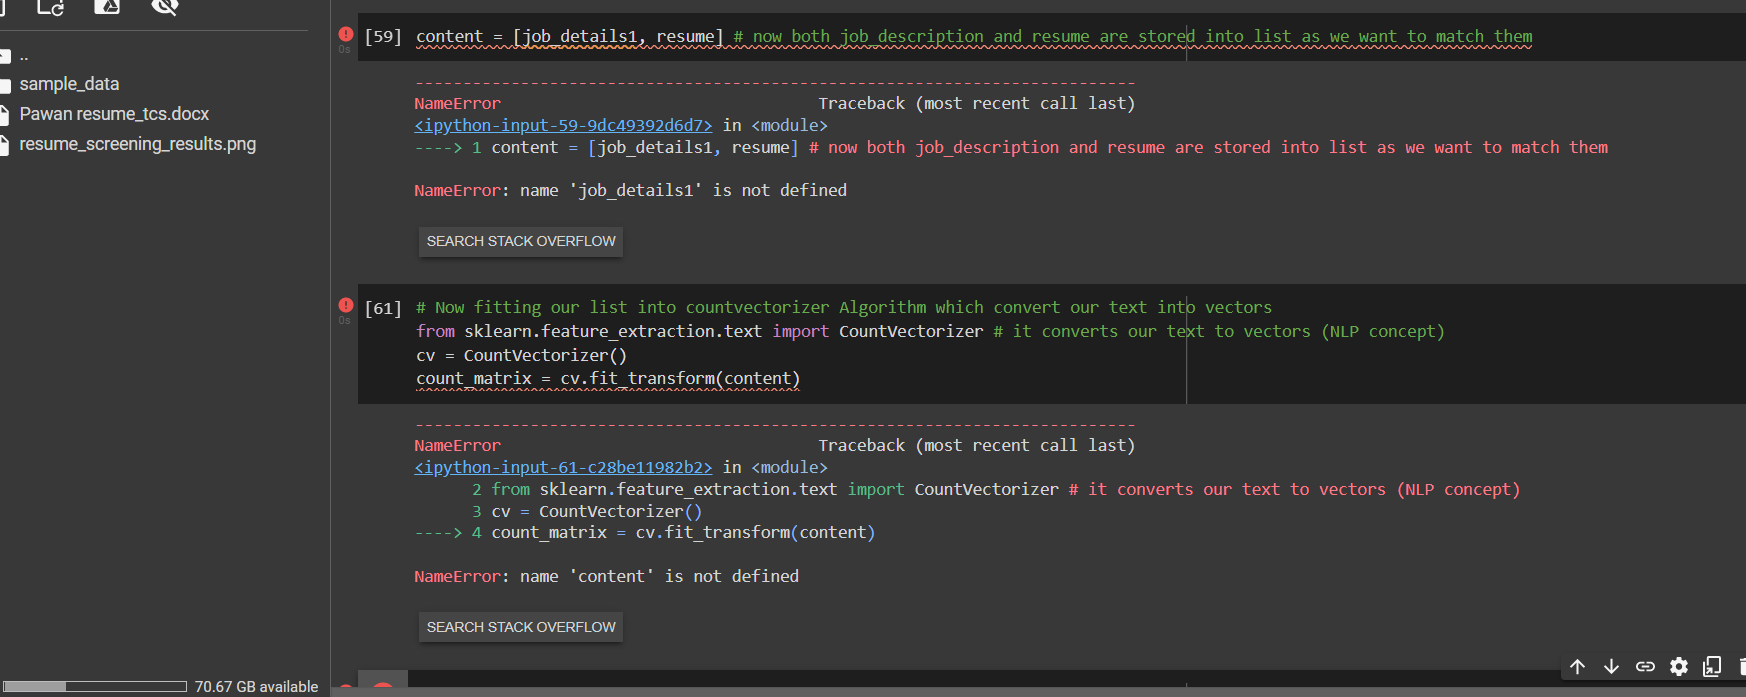 ..
sample_data
Pawan resume_tcs.docx
resume_screening_results.png
70.67 GB available
0s
[59] content = [job_details1, resume] # now both job_description and resume are stored into list as we want to match them
---------------------------------------------------------------------------
NameError Traceback (most recent call last)
<ipython-input-59-9dc49392d6d7> in <module>
----> 1 content = [job_details1, resume] # now both job_description and resume are stored into list as we want to match them
NameError: name 'job_details1' is not defined
SEARCH STACK OVERFLOW
0s
[61] # Now fitting our list into countvectorizer Algorithm which convert our text into vectors
from sklearn.feature_extraction.text import CountVectorizer # it converts our text to vectors (NLP concept)
cv = CountVectorizer()
count_matrix = cv.fit_transform(content)
---------------------------------------------------------------------------
NameError Traceback (most recent call last)
<ipython-input-61-c28be11982b2> in <module>
2 from sklearn.feature_extraction.text import CountVectorizer # it converts our text to vectors (NLP concept)
3 cv = CountVectorizer()
----> 4 count_matrix = cv.fit_transform(content)
NameError: name 'content' is not defined
SEARCH STACK OVERFLOW